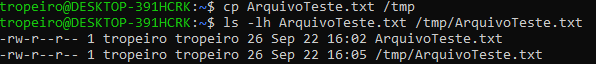 tropeiro@DESKTOP-391HCRK:~$ cp ArquivoTeste.txt /tmp
tropeiro@DESKTOP-391HCRK:~$ ls -lh ArquivoTeste.txt /tmp/ArquivoTeste.txt
-rw-r--r-- 1 tropeiro tropeiro 26 Sep 22 16:02 ArquivoTeste.txt
-rw-r--r-- 1 tropeiro tropeiro 26 Sep 22 16:05 /tmp/ArquivoTeste.txt